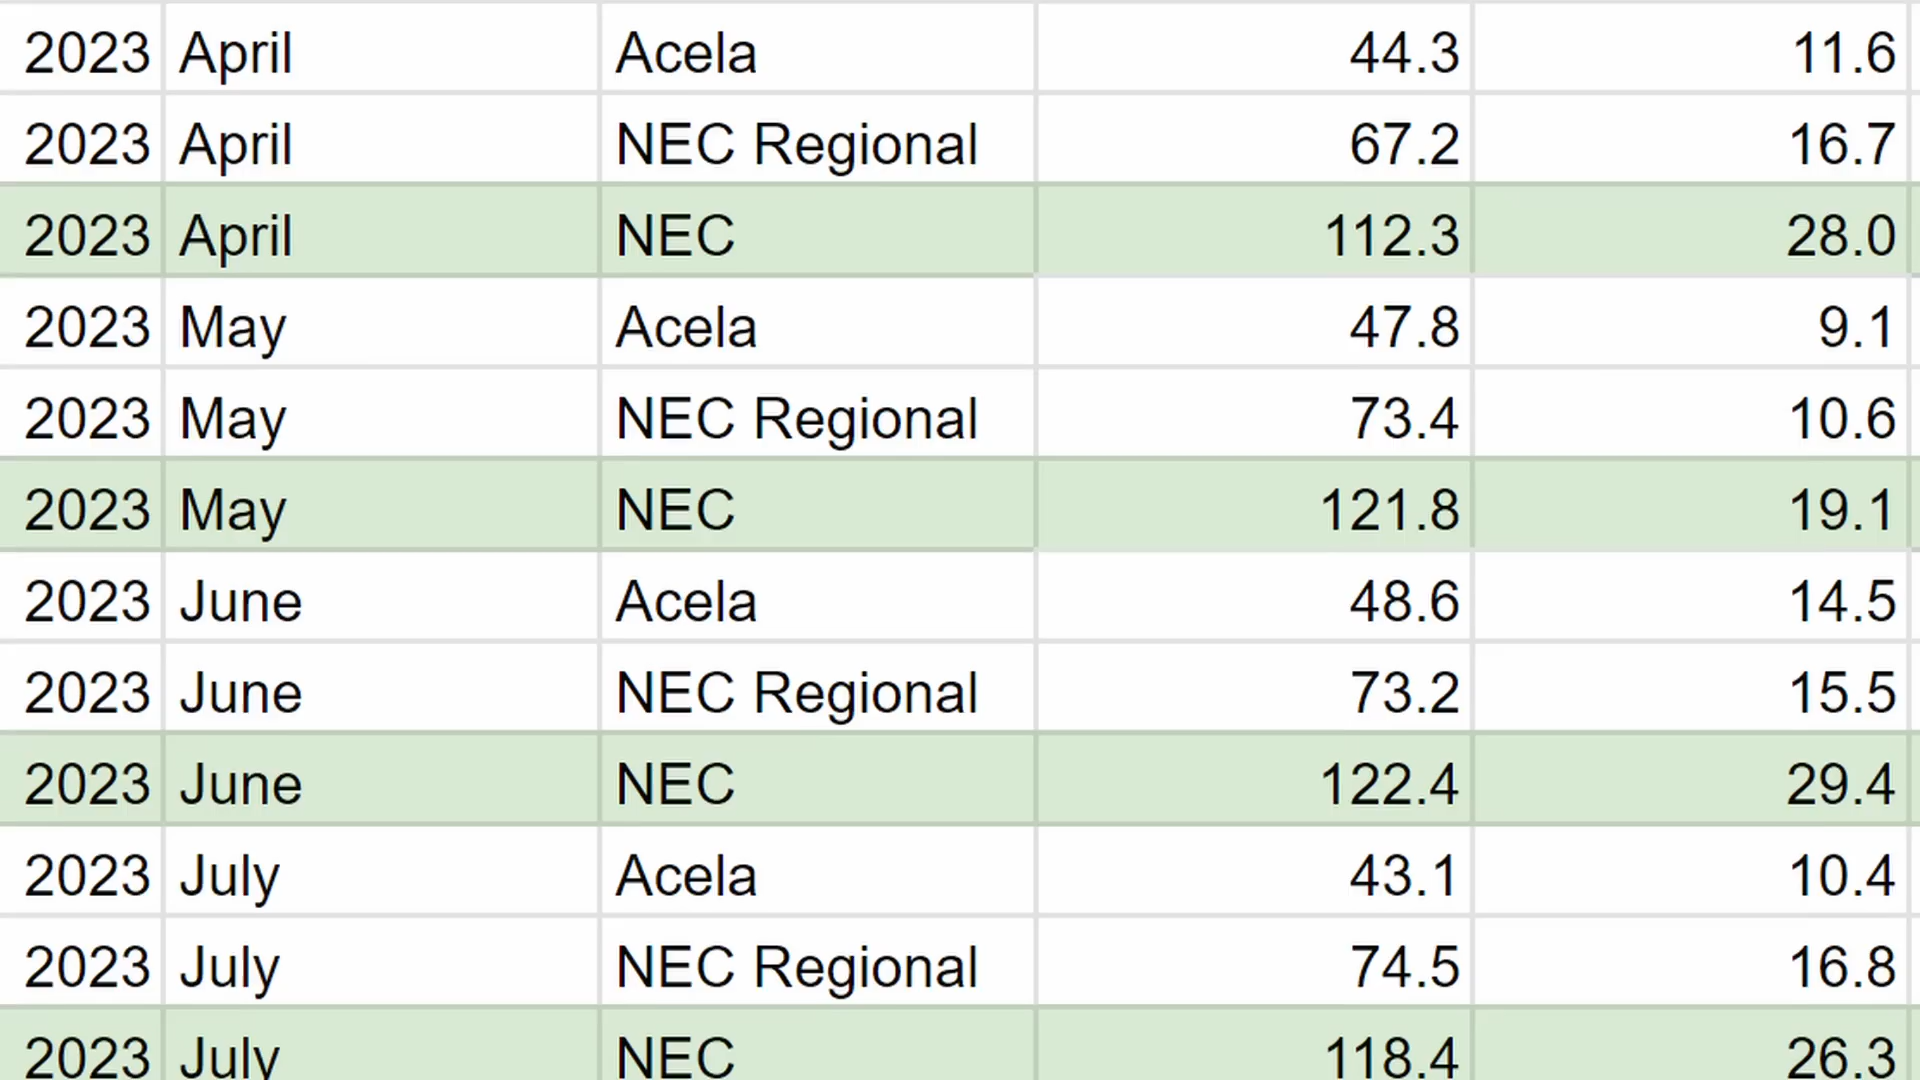 2023 April Acela 44.3 11.6
2023 April NEC Regional 67.2 16.7
2023 April NEC 112.3 28.0
2023 May Acela 47.8 9.1
2023 May NEC Regional 73.4 10.6
2023 May NEC 121.8 19.1
2023 June Acela 48.6 14.5
2023 June NEC Regional 73.2 15.5
2023 June NEC 122.4 29.4
2023 July Acela 43.1 10.4
2023 July NEC Regional 74.5 16.8
2023 July NEC 118.4 26.3